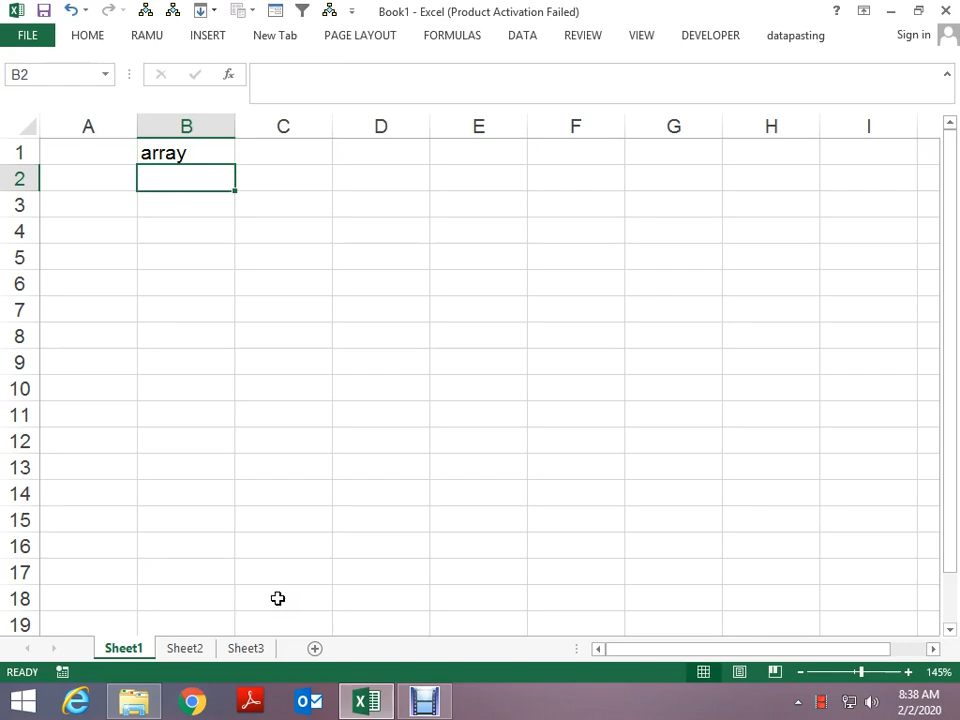 Book1 - Excel (Product Activation Failed)
FILE HOME RAMU INSERT New Tab PAGE LAYOUT FORMULAS DATA REVIEW VIEW DEVELOPER datapasting Sign in
B2 fx
A B C D E F G H I
1 array
2
3
4
5
6
7
8
9
10
11
12
13
14
15
16
17
18
19
Sheet1 Sheet2 Sheet3
READY 145%
8:38 AM
2/2/2020